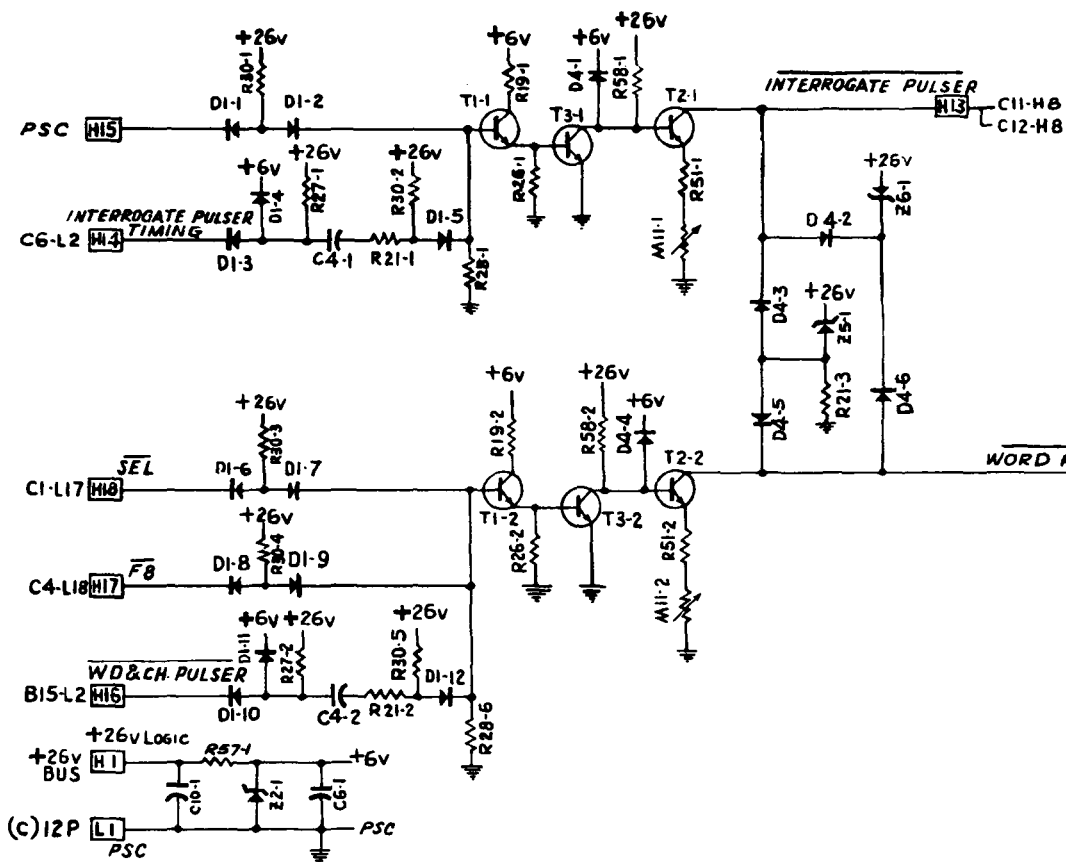 +26v
R30-1
D1-1
D1-2
PSC
H15
+6v
R19-1
T1-1
T3-1
R26-1
+6v
D4-1
+26v
R58-1
T2-1
R51-1
M11-1
INTERROGATE PULSER
H13
C11-H8
C12-H8
+6v
D1-4
+26v
R27-1
+26v
R30-2
D1-5
INTERROGATE PULSER
TIMING
C6-L2
H14
D1-3
C4-1
R21-1
R28-1
+26v
Z6-1
D4-2
D4-3
+26v
Z5-1
R21-3
D4-5
D4-6
+26v
R30-3
SEL
D1-6
D1-7
C1-L17
H18
+6v
R19-2
T1-2
R26-2
+26v
R58-2
+6v
D4-4
T3-2
T2-2
R51-2
M11-2
WORD
+26v
R30-4
F8
D1-8
D1-9
C4-L18
H17
+6v
D1-11
+26v
R27-2
+26v
R30-5
D1-12
WD & CH. PULSER
B15-L2
H16
D1-10
C4-2
R21-2
R28-6
+26v LOGIC
+26v
BUS
H1
R57-1
+6v
C10-1
Z2-1
C6-1
(C)12P
L1
PSC
PSC